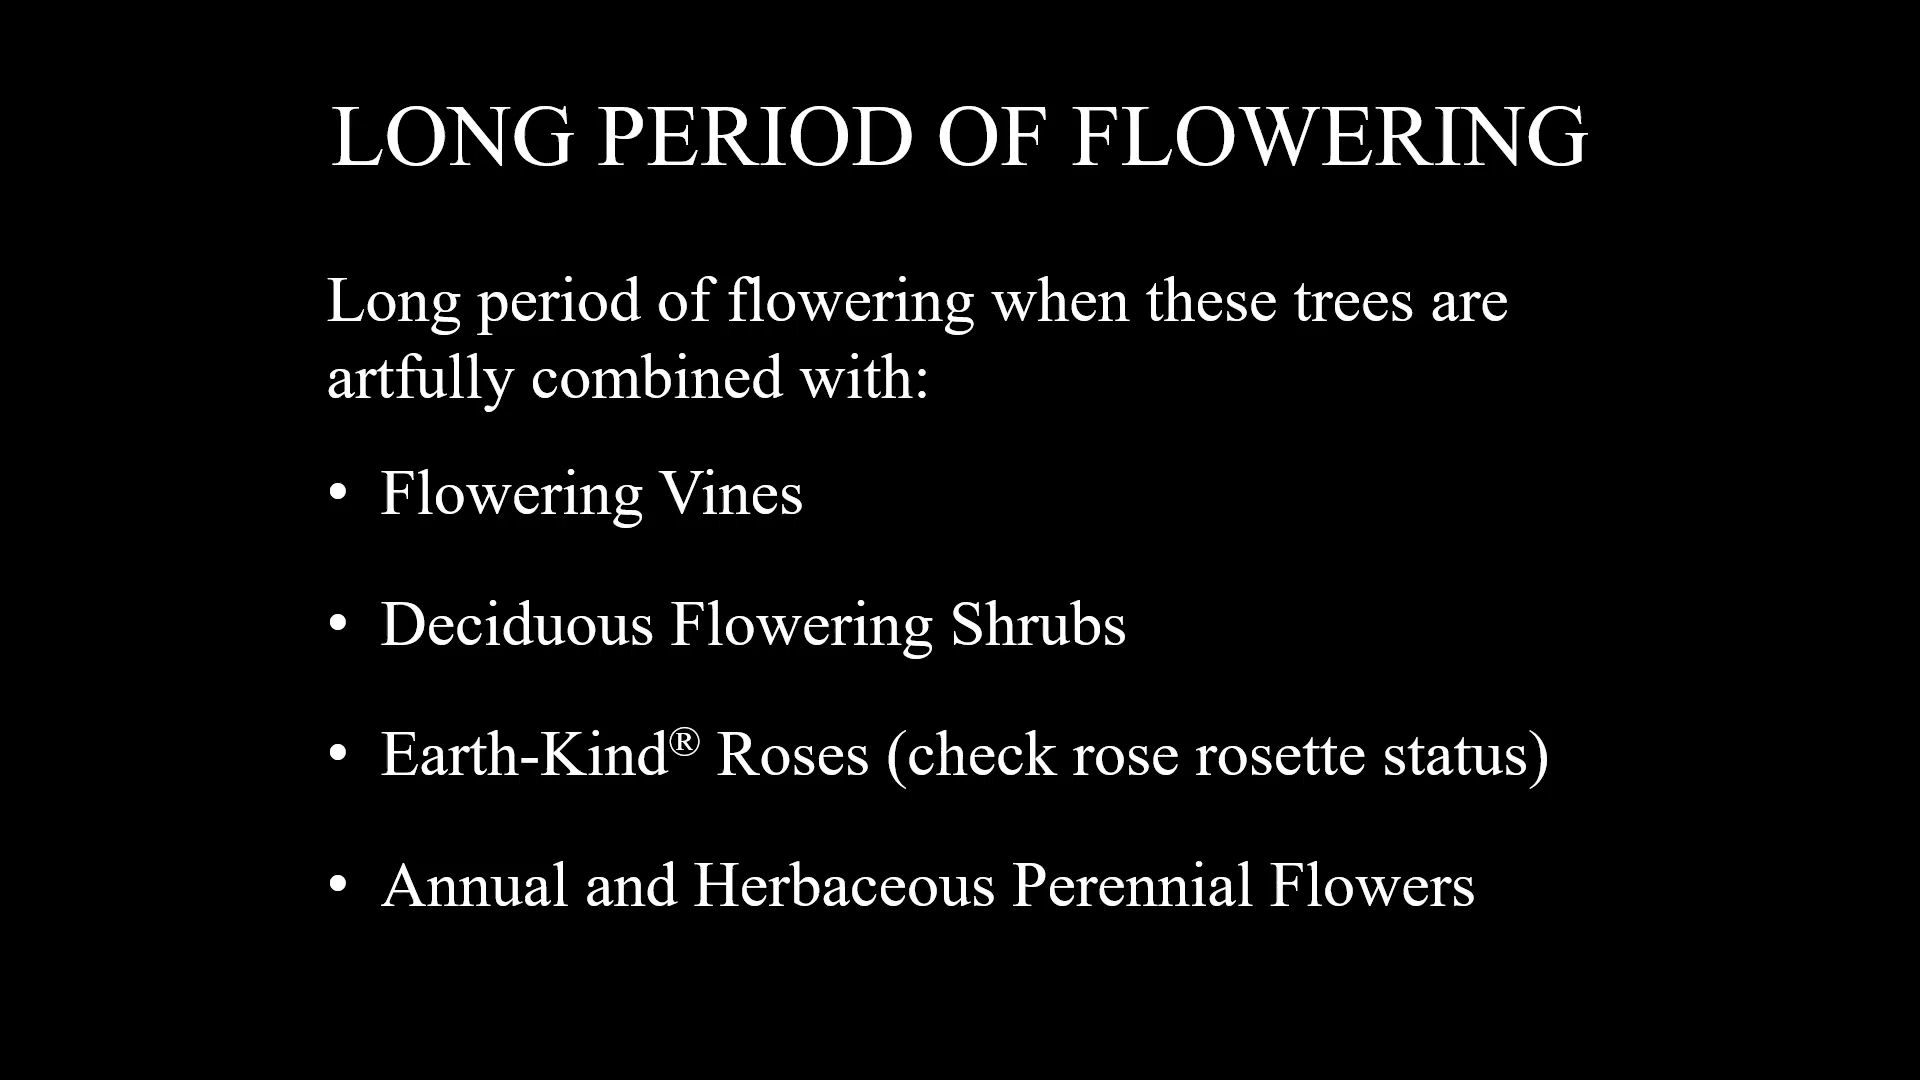 LONG PERIOD OF FLOWERING
Long period of flowering when these trees are
artfully combined with:
• Flowering Vines
• Deciduous Flowering Shrubs
• Earth-Kind® Roses (check rose rosette status)
• Annual and Herbaceous Perennial Flowers